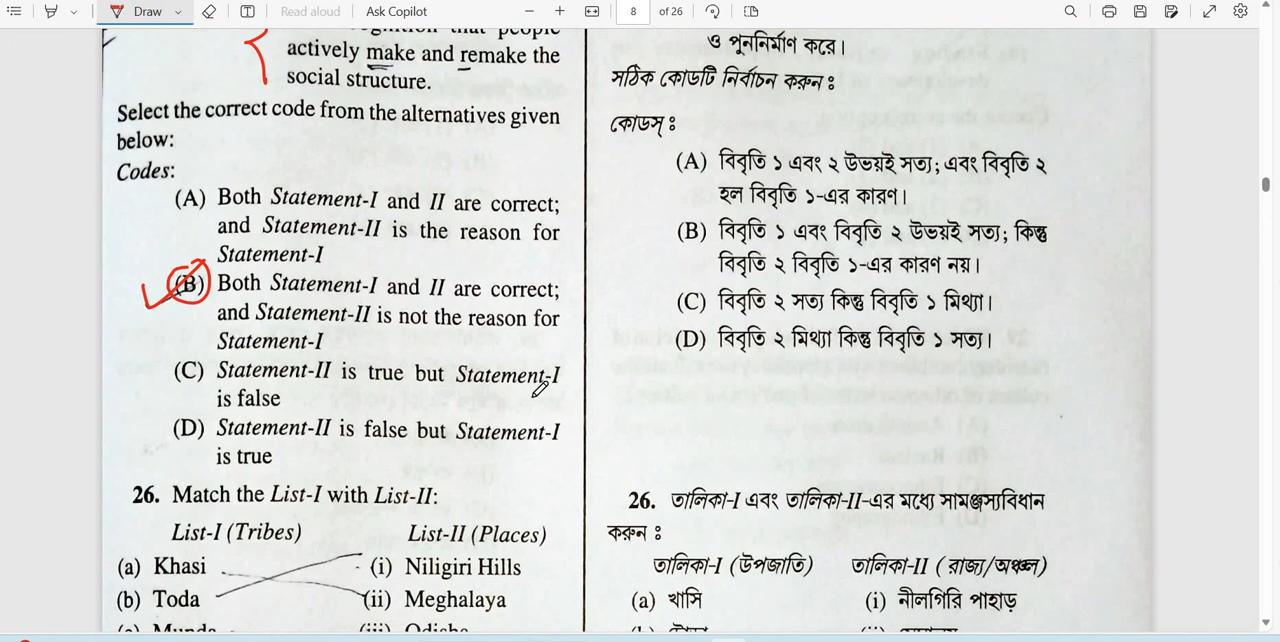 Draw
Read aloud
Ask Copilot
8 of 26
actively make and remake the
social structure.
Select the correct code from the alternatives given
below:
Codes:
(A) Both Statement-I and II are correct;
and Statement-II is the reason for
Statement-I
(B) Both Statement-I and II are correct;
and Statement-II is not the reason for
Statement-I
(C) Statement-II is true but Statement-I
is false
(D) Statement-II is false but Statement-I
is true
26. Match the List-I with List-II:
List-I (Tribes) List-II (Places)
(a) Khasi (i) Niligiri Hills
(b) Toda (ii) Meghalaya
(iii) Odisha
ও পুননির্মাণ করে।
সঠিক কোডটি নির্বাচন করুন ঃ
কোডস্ ঃ
(A) বিবৃতি ১ এবং ২ উভয়ই সত্য; এবং বিবৃতি ২
হল বিবৃতি ১-এর কারণ।
(B) বিবৃতি ১ এবং বিবৃতি ২ উভয়ই সত্য; কিন্তু
বিবৃতি ২ বিবৃতি ১-এর কারণ নয়।
(C) বিবৃতি ২ সত্য কিন্তু বিবৃতি ১ মিথ্যা।
(D) বিবৃতি ২ মিথ্যা কিন্তু বিবৃতি ১ সত্য।
26. তালিকা-I এবং তালিকা-II-এর মধ্যে সামঞ্জস্যবিধান
করুন ঃ
তালিকা-I (উপজাতি) তালিকা-II (রাজ্য/অঞ্চল)
(a) খাসি (i) নীলগিরি পাহাড়